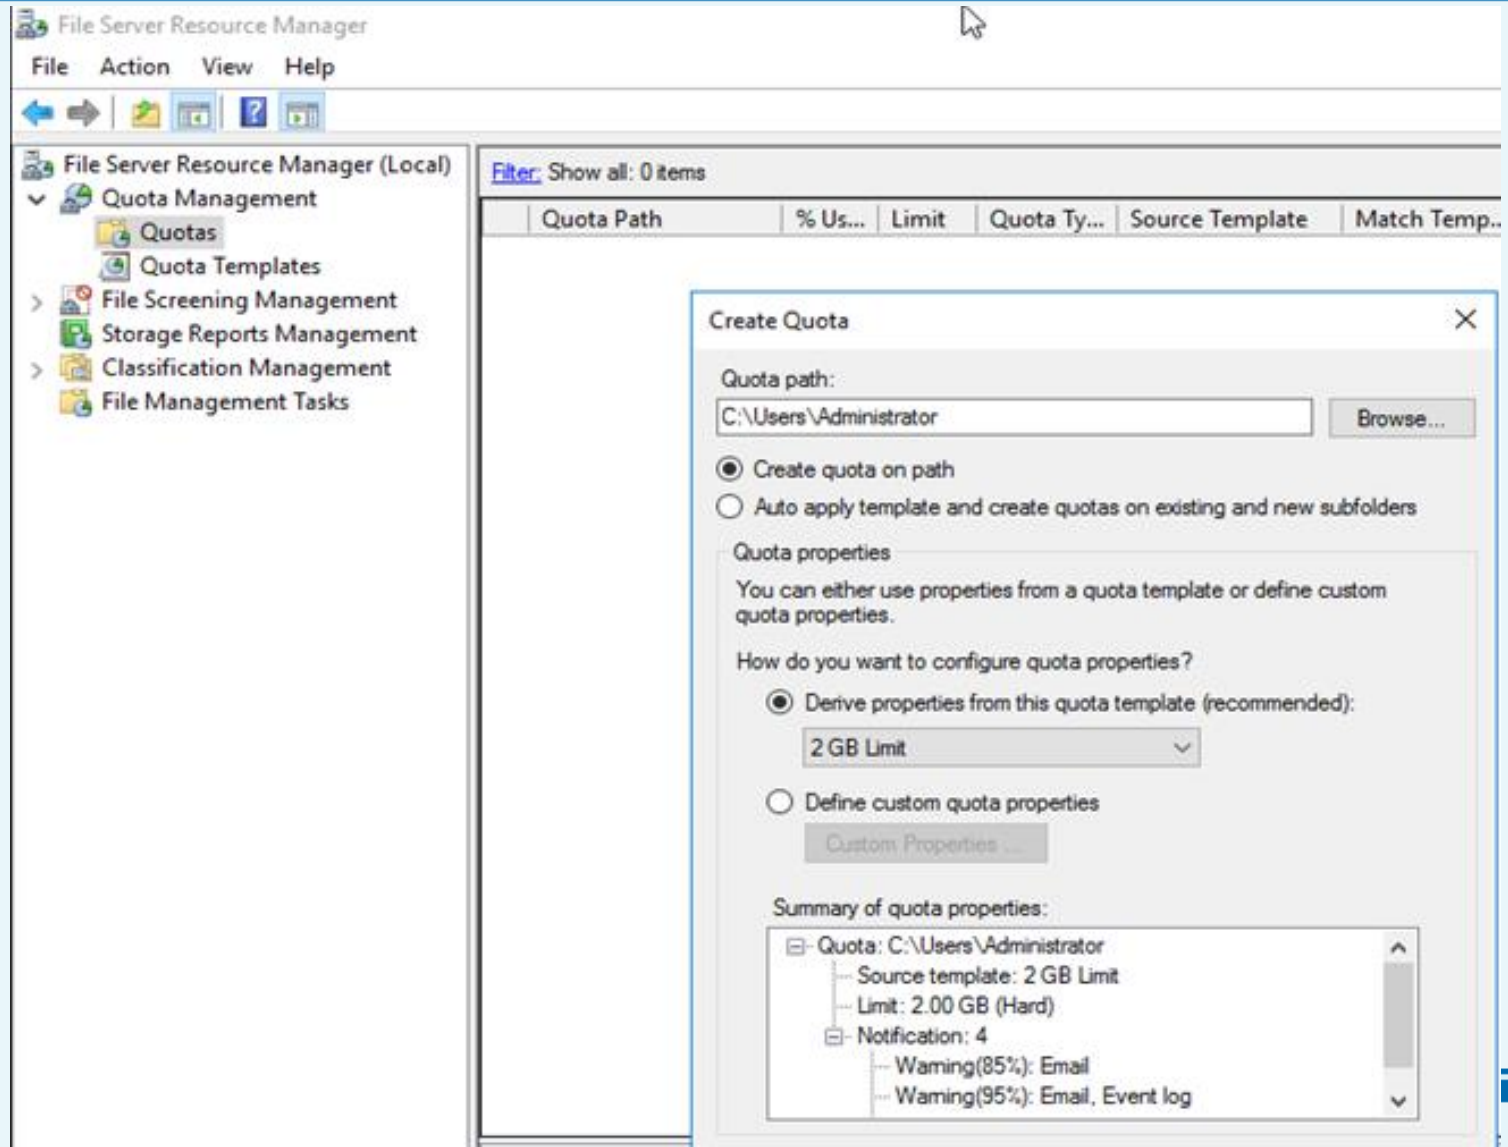 File Server Resource Manager
File Action View Help
File Server Resource Manager (Local)
Quota Management
Quotas
Quota Templates
File Screening Management
Storage Reports Management
Classification Management
File Management Tasks
Filter: Show all: 0 items
Quota Path % Us... Limit Quota Ty... Source Template Match Temp...
Create Quota
Quota path:
C:\Users\Administrator Browse...
Create quota on path
Auto apply template and create quotas on existing and new subfolders
Quota properties
You can either use properties from a quota template or define custom
quota properties.
How do you want to configure quota properties?
Derive properties from this quota template (recommended):
2 GB Limit
Define custom quota properties
Custom Properties ...
Summary of quota properties:
Quota: C:\Users\Administrator
Source template: 2 GB Limit
Limit: 2.00 GB (Hard)
Notification: 4
Warning(85%): Email
Warning(95%): Email, Event log